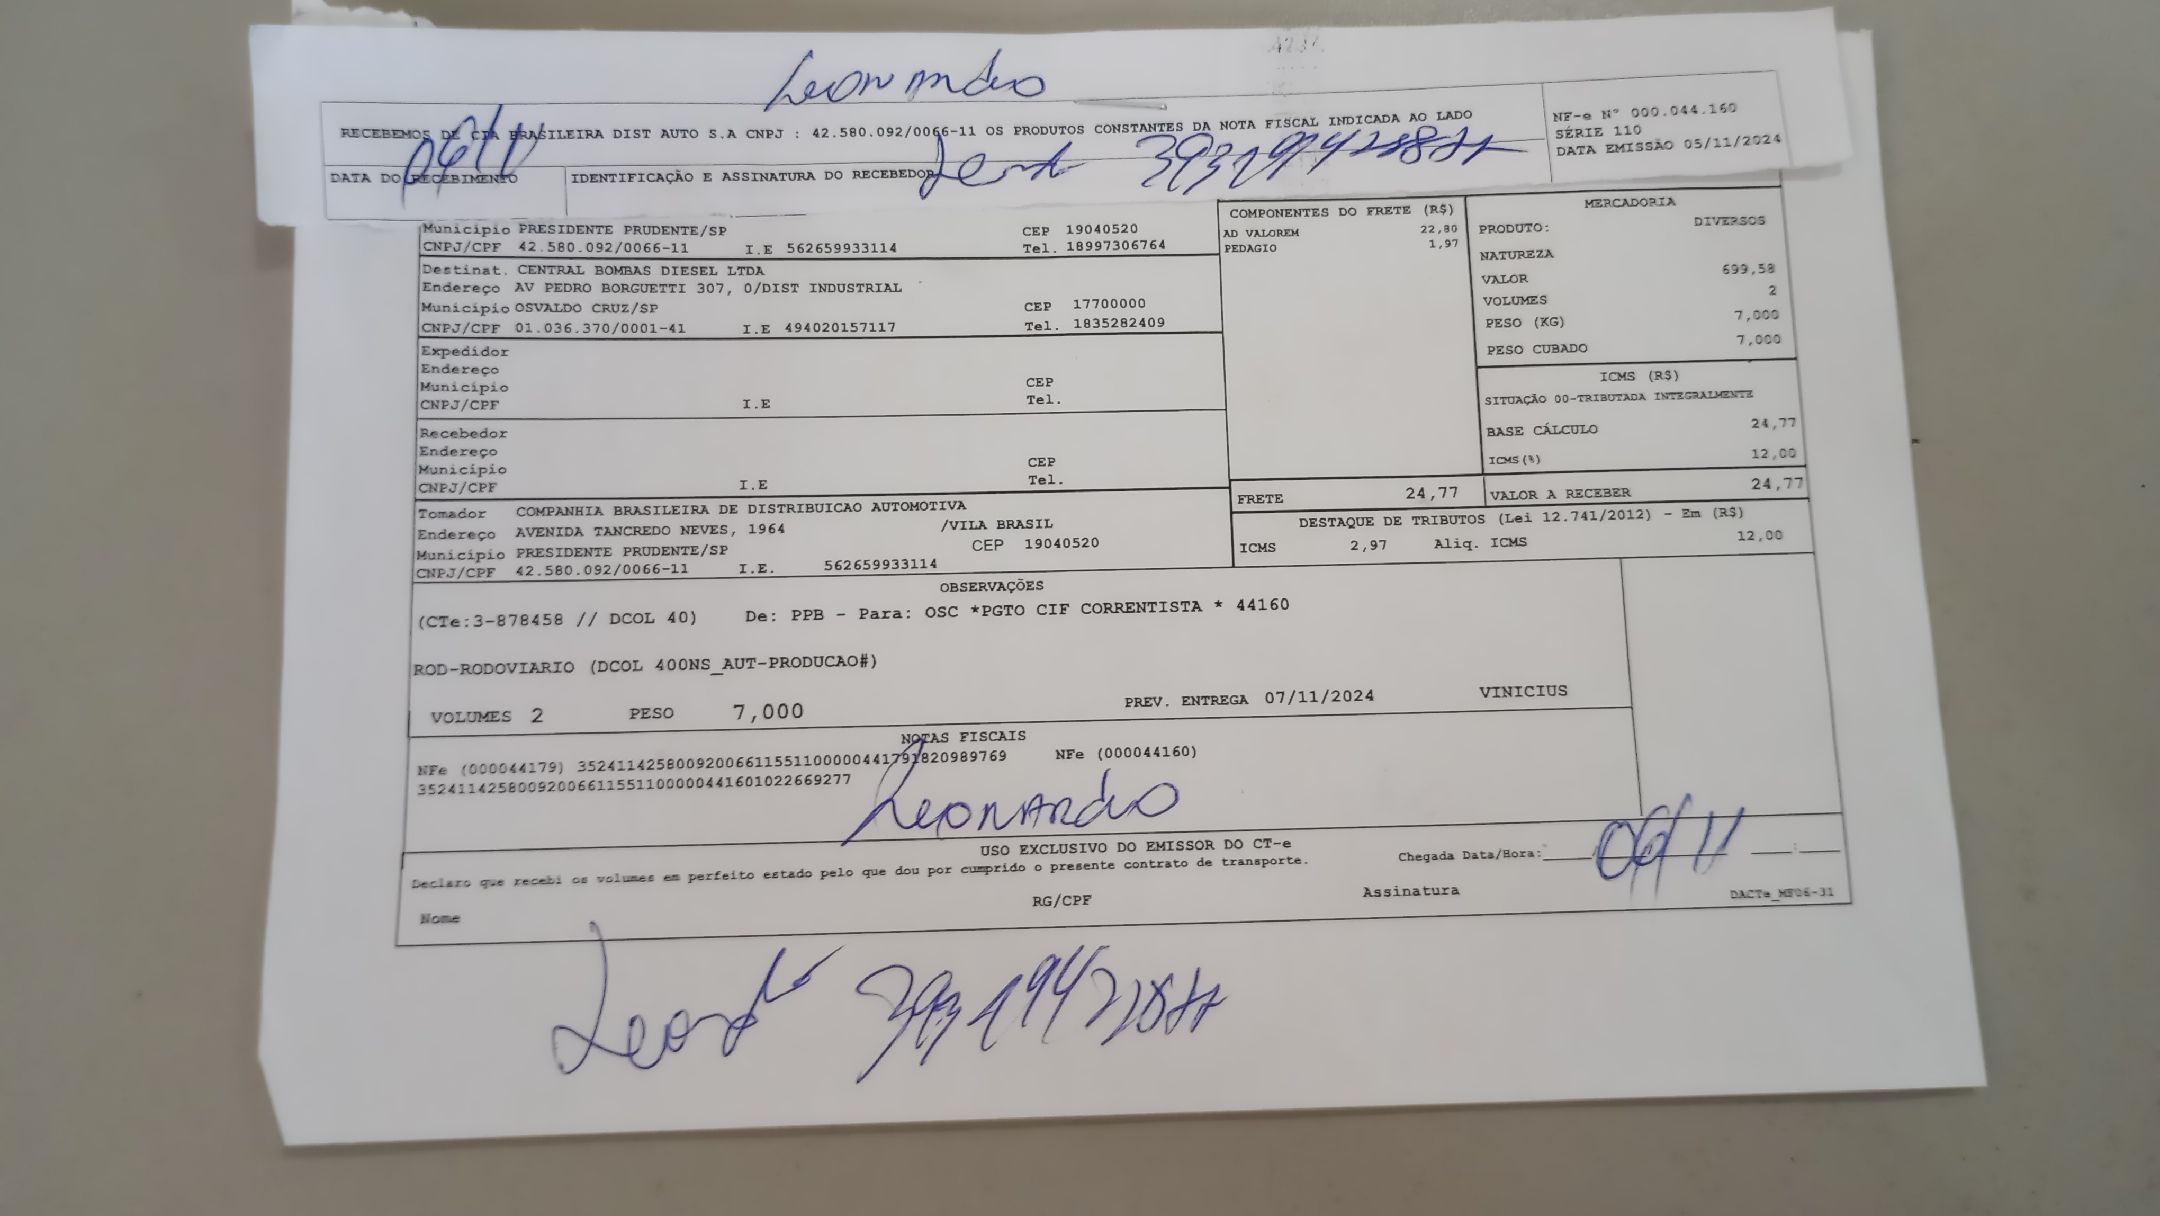 Leonardo
RECEBEMOS DE CIA BRASILEIRA DIST AUTO S.A CNPJ : 42.580.092/0066-11 OS PRODUTOS CONSTANTES DA NOTA FISCAL INDICADA AO LADO
NF-e N° 000.044.160
SÉRIE 110
DATA EMISSÃO 05/11/2024
06/11
DATA DO RECEBIMENTO
IDENTIFICAÇÃO E ASSINATURA DO RECEBEDOR
Município PRESIDENTE PRUDENTE/SP CEP 19040520
CNPJ/CPF 42.580.092/0066-11 I.E 562659933114 Tel. 18997306764
Destinat. CENTRAL BOMBAS DIESEL LTDA
Endereço AV PEDRO BORGUETTI 307, 0/DIST INDUSTRIAL
Município OSVALDO CRUZ/SP CEP 17700000
CNPJ/CPF 01.036.370/0001-41 I.E 494020157117 Tel. 1835282409
Expedidor
Endereço
Município CEP
CNPJ/CPF I.E Tel.
Recebedor
Endereço
Município CEP
CNPJ/CPF I.E Tel.
Tomador COMPANHIA BRASILEIRA DE DISTRIBUICAO AUTOMOTIVA
Endereço AVENIDA TANCREDO NEVES, 1964 /VILA BRASIL
Município PRESIDENTE PRUDENTE/SP CEP 19040520
CNPJ/CPF 42.580.092/0066-11 I.E. 562659933114
COMPONENTES DO FRETE (R$)
AD VALOREM 22,80
PEDAGIO 1,97
MERCADORIA
PRODUTO: DIVERSOS
NATUREZA
VALOR 699,58
VOLUMES 2
PESO (KG) 7,000
PESO CUBADO 7,000
ICMS (R$)
SITUAÇÃO 00-TRIBUTADA INTEGRALMENTE
BASE CÁLCULO 24,77
ICMS(%) 12,00
FRETE 24,77 VALOR A RECEBER 24,77
DESTAQUE DE TRIBUTOS (Lei 12.741/2012) - Em (R$)
ICMS 2,97 Aliq. ICMS 12,00
OBSERVAÇÕES
(CTe:3-878458 // DCOL 40) De: PPB - Para: OSC *PGTO CIF CORRENTISTA * 44160
ROD-RODOVIARIO (DCOL 400NS_AUT-PRODUCAO#)
VOLUMES 2 PESO 7,000 PREV. ENTREGA 07/11/2024 VINICIUS
NOTAS FISCAIS
NFe (000044179) 35241142580092006611551100000441791820989769 NFe (000044160)
35241142580092006611551100000441601022669277
Leonardo
USO EXCLUSIVO DO EMISSOR DO CT-e
Declaro que recebi os volumes em perfeito estado pelo que dou por cumprido o presente contrato de transporte.
Chegada Data/Hora: 06/11 :
Nome RG/CPF Assinatura DACTe_MF06-31